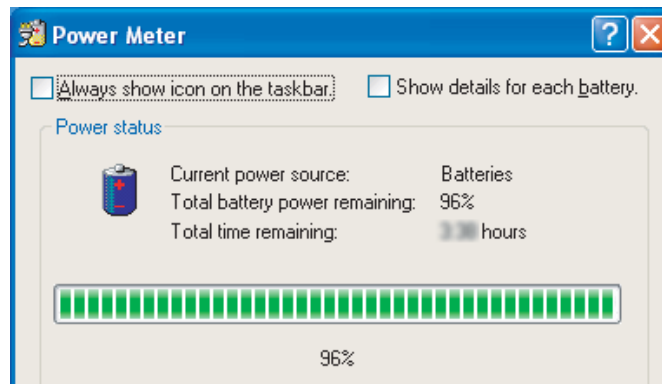 Power Meter
Always show icon on the taskbar.
Show details for each battery.
Power status
Current power source: Batteries
Total battery power remaining: 96%
Total time remaining: hours
96%